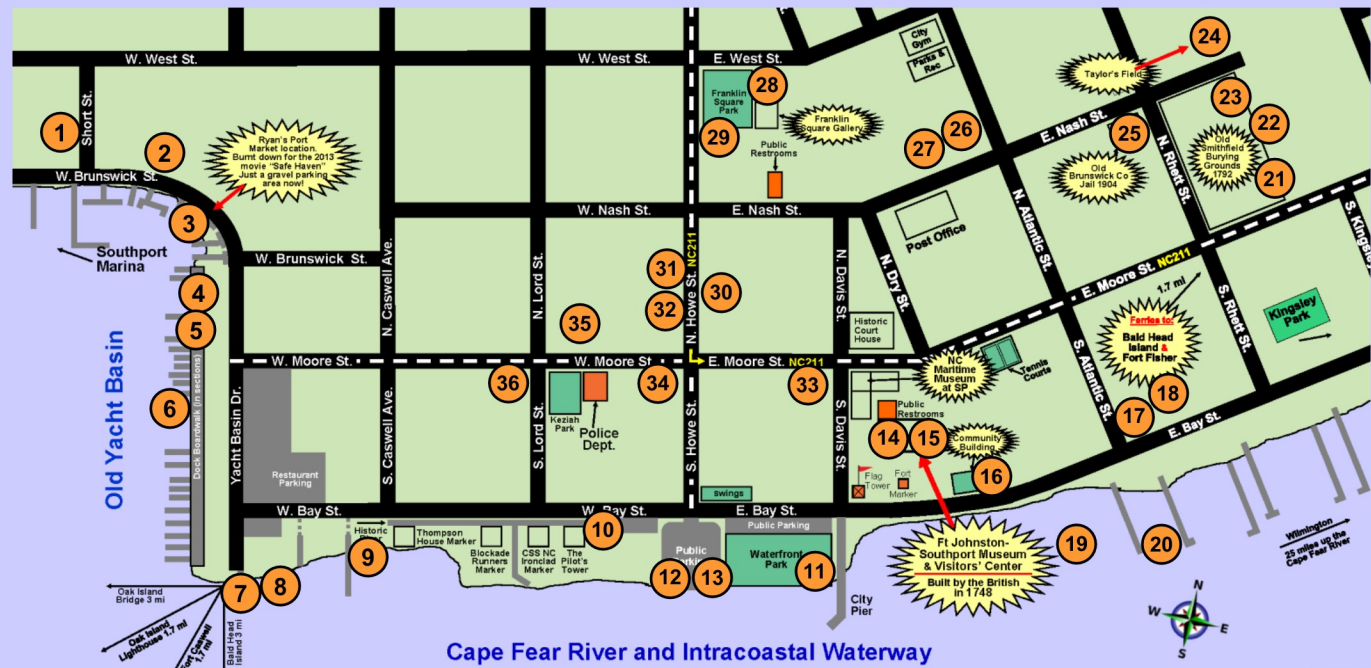 W. West St.
E. West St.
City
Gym
Parks &
Rec
24
Taylor's Field
Short St.
1
2
Ryan's Port
Market location.
Burnt down for the 2013
movie "Safe Haven"
Just a gravel parking
area now!
W. Brunswick St.
3
Southport
Marina
W. Brunswick St.
4
5
6
Old Yacht Basin
Dock Boardwalk (in sections)
Yacht Basin Dr.
Restaurant
Parking
N. Caswell Ave.
S. Caswell Ave.
N. Lord St.
S. Lord St.
Franklin
Square
Park
28
29
Franklin
Square Gallery
Public
Restrooms
27
26
E. Nash St.
25
Old
Brunswick Co
Jail 1904
N. Rhett St.
23
22
Old
Smithfield
Burying
Grounds
1792
21
W. Nash St.
E. Nash St.
N. Howe St.
NC211
31
32
30
35
N. Davis St.
N. Dry St.
Post Office
N. Atlantic St.
E. Moore St. NC211
1.7 mi
Ferries to:
Bald Head
Island &
Fort Fisher
S. Rhett St.
S. Kingsley
Kingsley
Park
Historic
Court
House
W. Moore St.
W. Moore St.
E. Moore St. NC211
36
34
33
Keziah
Park
Police
Dept.
S. Howe St.
S. Davis St.
NC
Maritime
Museum
at SP
Tennis
Courts
Public
Restrooms
14
15
Community
Building
16
Flag
Tower
Fort
Marker
S. Atlantic St.
17
18
E. Bay St.
swings
W. Bay St.
W. Bay St.
E. Bay St.
Public Parking
Historic
9
Thompson
House Marker
Blockade
Runners
Marker
CSS NC
Ironclad
Marker
The
Pilot's
Tower
10
Public
12
13
Waterfront
Park
11
City
Pier
Ft Johnston-
Southport Museum
& Visitors' Center
Built by the British
in 1748
19
20
Wilmington
25 miles up the
Cape Fear River
7
8
Oak Island
Bridge 3 mi
Oak Island
Lighthouse 1.7 mi
Fort Caswell
1.7 mi
Bald Head
Island 3 mi
Cape Fear River and Intracoastal Waterway
N
W
E
S